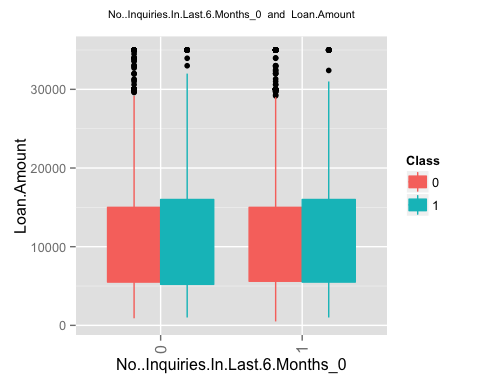 No..Inquiries.In.Last.6.Months_0 and Loan.Amount
Loan.Amount
30000
20000
10000
0
0
1
No..Inquiries.In.Last.6.Months_0
Class
0
1